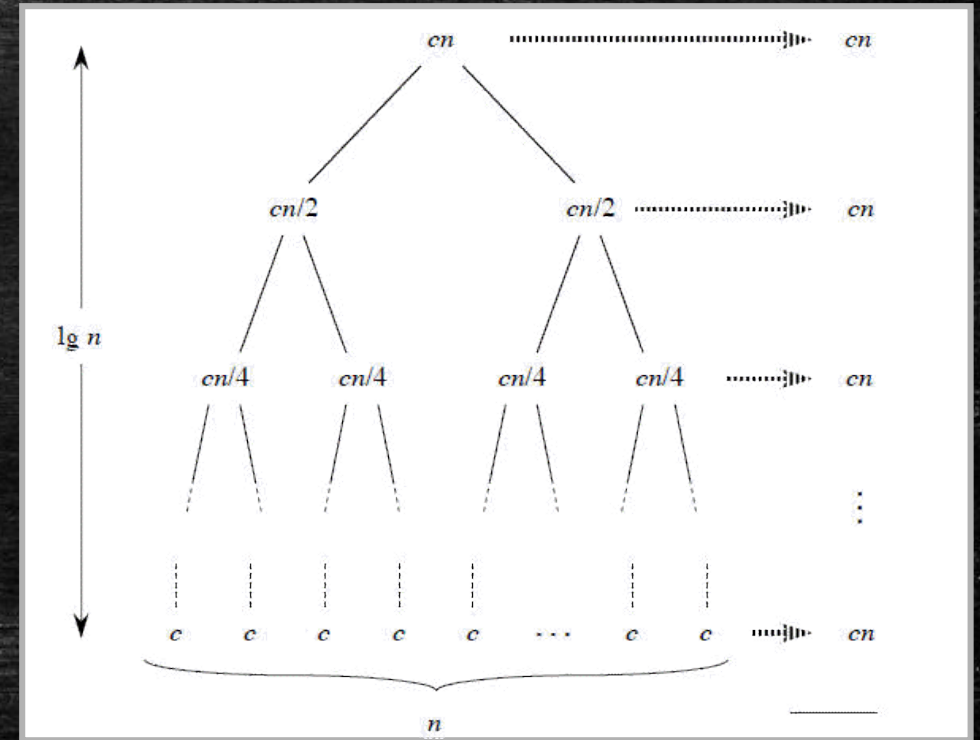 cn cn
cn/2 cn/2 cn
lg n
cn/4 cn/4 cn/4 cn/4 cn
⋮
c c c c c ... c c cn
n